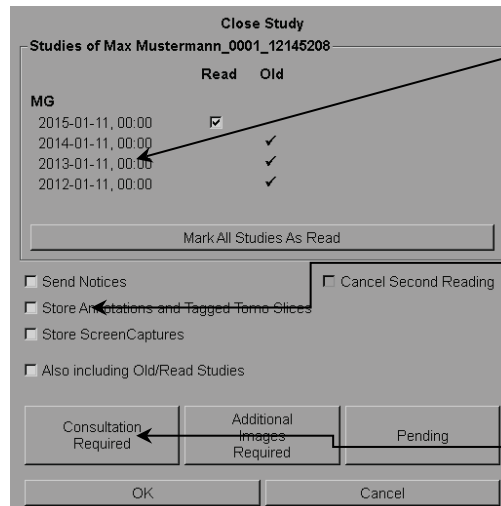 Close Study
Studies of Max Mustermann_0001_12145208
Read Old
MG
2015-01-11, 00:00
2014-01-11, 00:00
2013-01-11, 00:00
2012-01-11, 00:00
Mark All Studies As Read
Send Notices
Cancel Second Reading
Store Annotations and Tagged Tomo Slices
Store ScreenCaptures
Also including Old/Read Studies
Consultation
Required
Additional
Images
Required
Pending
OK
Cancel